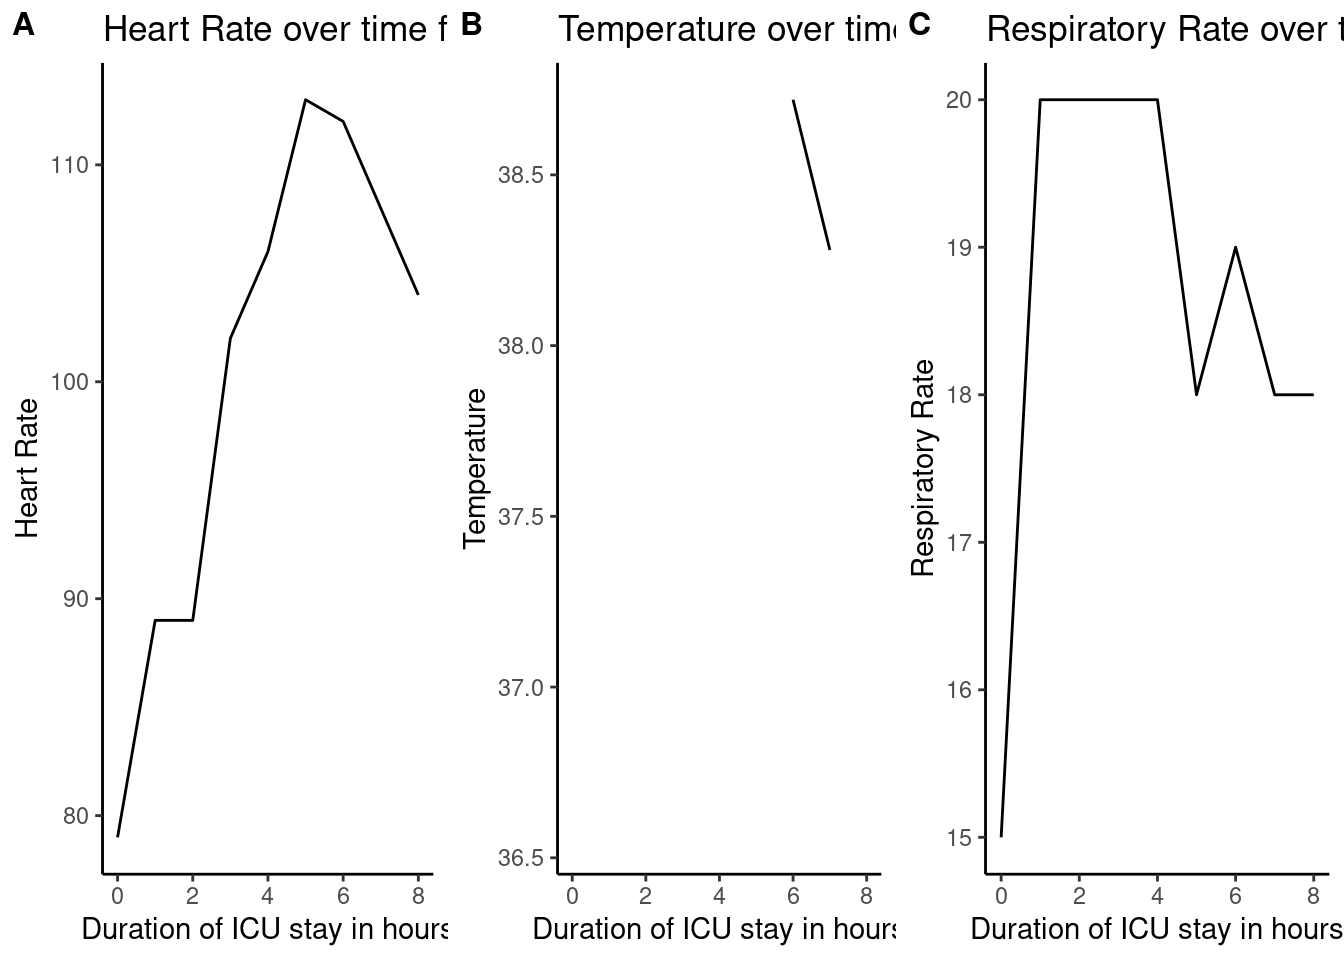 A
Heart Rate over time f
Heart Rate
110
100
90
80
0 2 4 6 8
Duration of ICU stay in hours
B
Temperature over time
Temperature
38.5
38.0
37.5
37.0
36.5
0 2 4 6 8
Duration of ICU stay in hours
C
Respiratory Rate over t
Respiratory Rate
20
19
18
17
16
15
0 2 4 6 8
Duration of ICU stay in hours